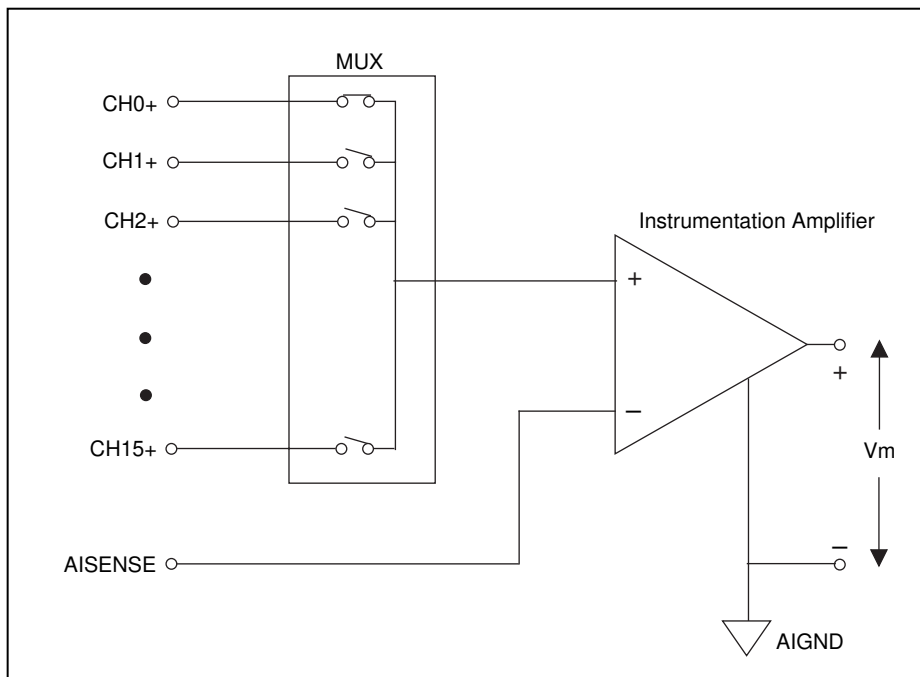 MUX
CH0+
CH1+
CH2+
Instrumentation Amplifier
+
−
+
CH15+
Vm
−
AISENSE
AIGND